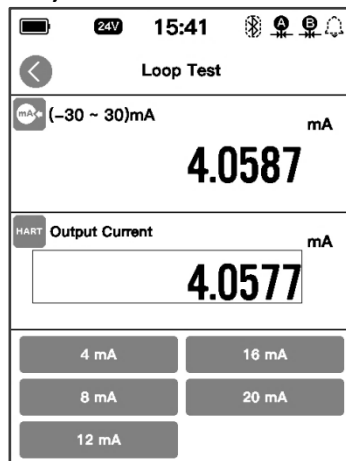 24V 15:41 A B
Loop Test
mA (-30 ~ 30)mA
mA
4.0587
HART Output Current
mA
4.0577
4 mA 16 mA
8 mA 20 mA
12 mA